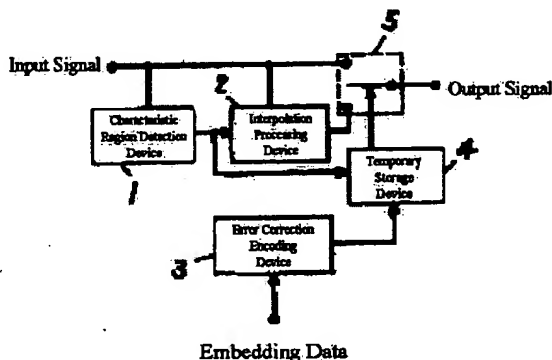 5
Input Signal
2
Output Signal
Characteristic
Region Detection
Device
Interpolation
Processing
Device
1
Temporary
Storage
Device
4
Error Correction
Encoding
Device
3
Embedding Data